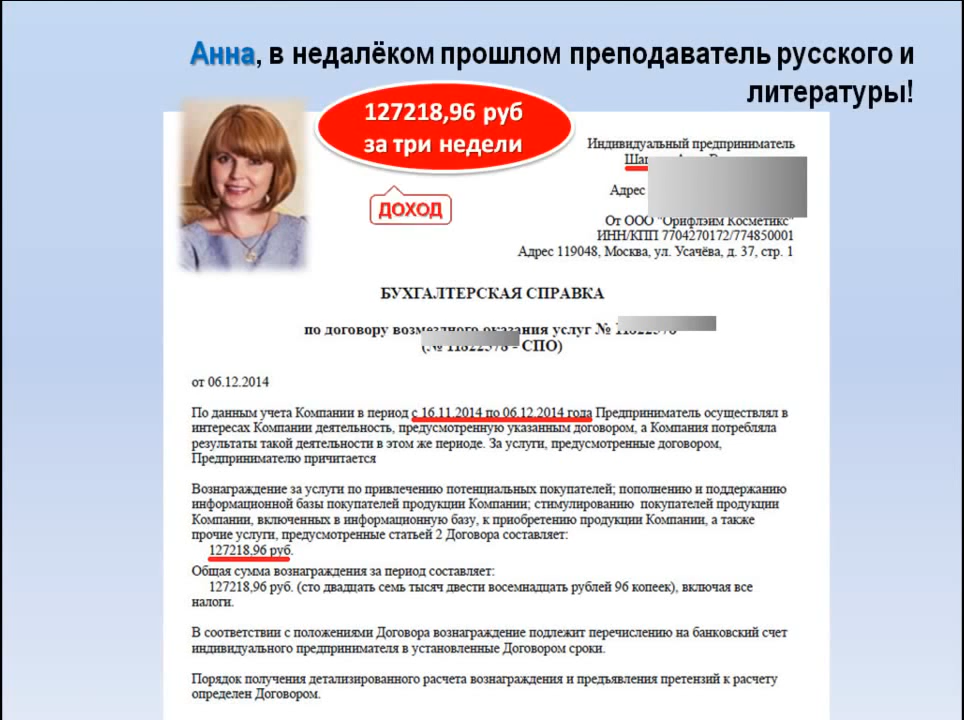 Анна, в недалёком прошлом преподаватель русского и
литературы!
127218,96 руб
за три недели
ДОХОД
Индивидуальный предприниматель
Адрес
От ООО "Орифлэйм Косметикс"
ИНН/КПП 7704270172/774850001
Адрес 119048, Москва, ул. Усачёва, д. 37, стр. 1
БУХГАЛТЕРСКАЯ СПРАВКА
по договору возмездного оказания услуг №
(№ - СПО)
от 06.12.2014
По данным учета Компании в период с 16.11.2014 по 06.12.2014 года Предприниматель осуществлял в
интересах Компании деятельность, предусмотренную указанным договором, а Компания потребляла
результаты такой деятельности в этом же периоде. За услуги, предусмотренные договором,
Предпринимателю причитается
Вознаграждение за услуги по привлечению потенциальных покупателей; пополнению и поддержанию
информационной базы покупателей продукции Компании; стимулированию покупателей продукции
Компании, включенных в информационную базу, к приобретению продукции Компании, а также
прочие услуги, предусмотренные статьей 2 Договора составляет:
127218,96 руб.
Общая сумма вознаграждения за период составляет:
127218,96 руб. (сто двадцать семь тысяч двести восемнадцать рублей 96 копеек), включая все
налоги.
В соответствии с положениями Договора вознаграждение подлежит перечислению на банковский счет
индивидуального предпринимателя в установленные Договором сроки.
Порядок получения детализированного расчета вознаграждения и предъявления претензий к расчету
определен Договором.